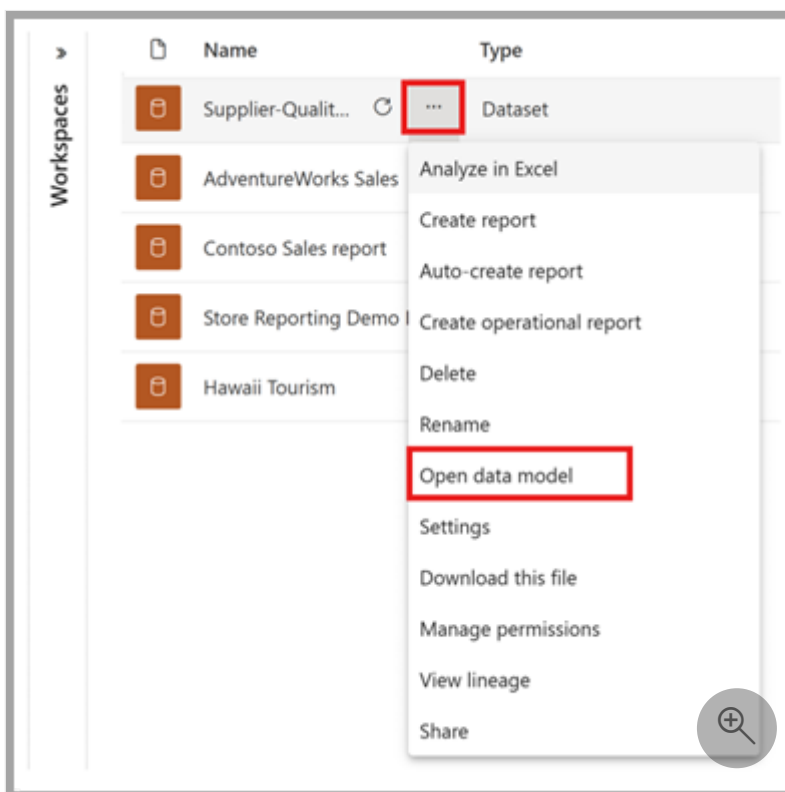 Workspaces
Name Type
Supplier-Qualit... ... Dataset
Analyze in Excel
AdventureWorks Sales
Create report
Contoso Sales report
Auto-create report
Store Reporting Demo
Create operational report
Delete
Hawaii Tourism
Rename
Open data model
Settings
Download this file
Manage permissions
View lineage
Share